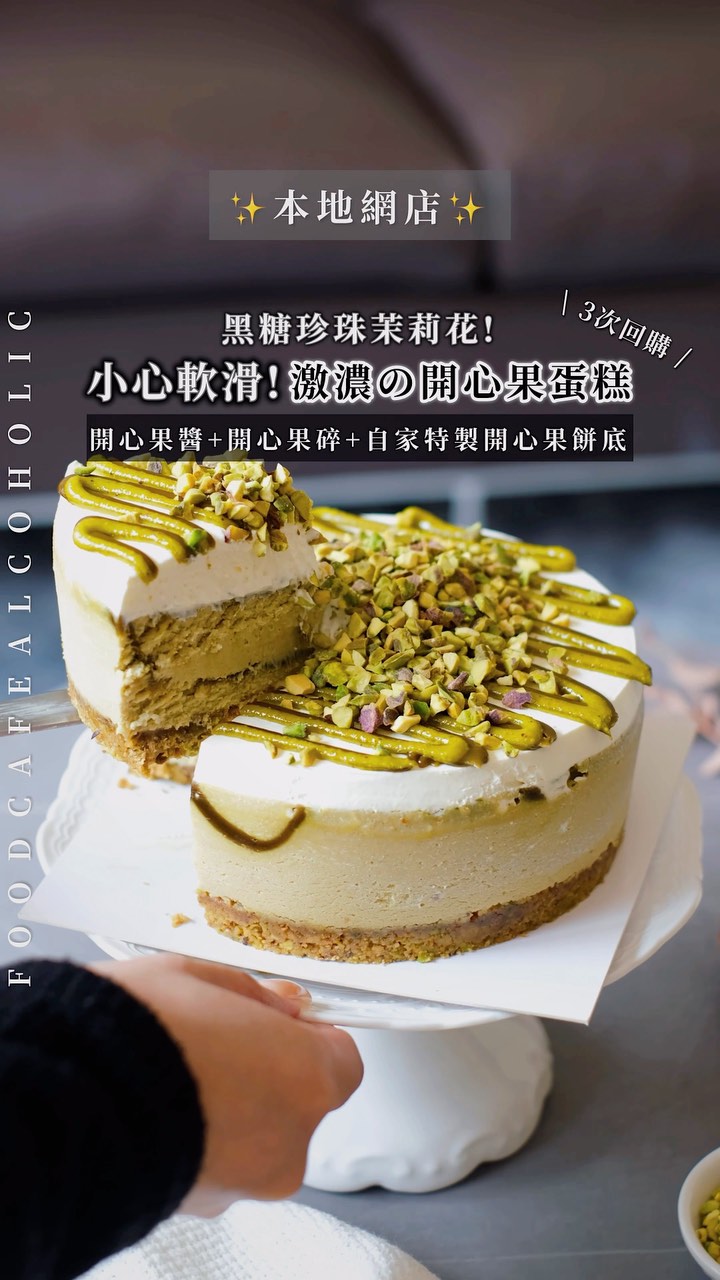 ✨本地網店✨
\ 3次回購 /
黑糖珍珠茉莉花!
小心軟滑!激濃の開心果蛋糕
開心果醬+開心果碎+自家特製開心果餅底
FOODCAFEALCOHOLIC